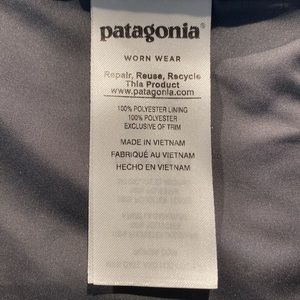 patagonia®
WORN WEAR
Repair, Reuse, Recycle
This Product
www.patagonia.com
100% POLYESTER LINING
100% POLYESTER
EXCLUSIVE OF TRIM
MADE IN VIETNAM
FABRIQUÉ AU VIETNAM
HECHO EN VIETNAM